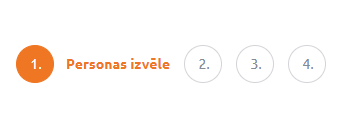 1. Personas izvēle 2. 3. 4.